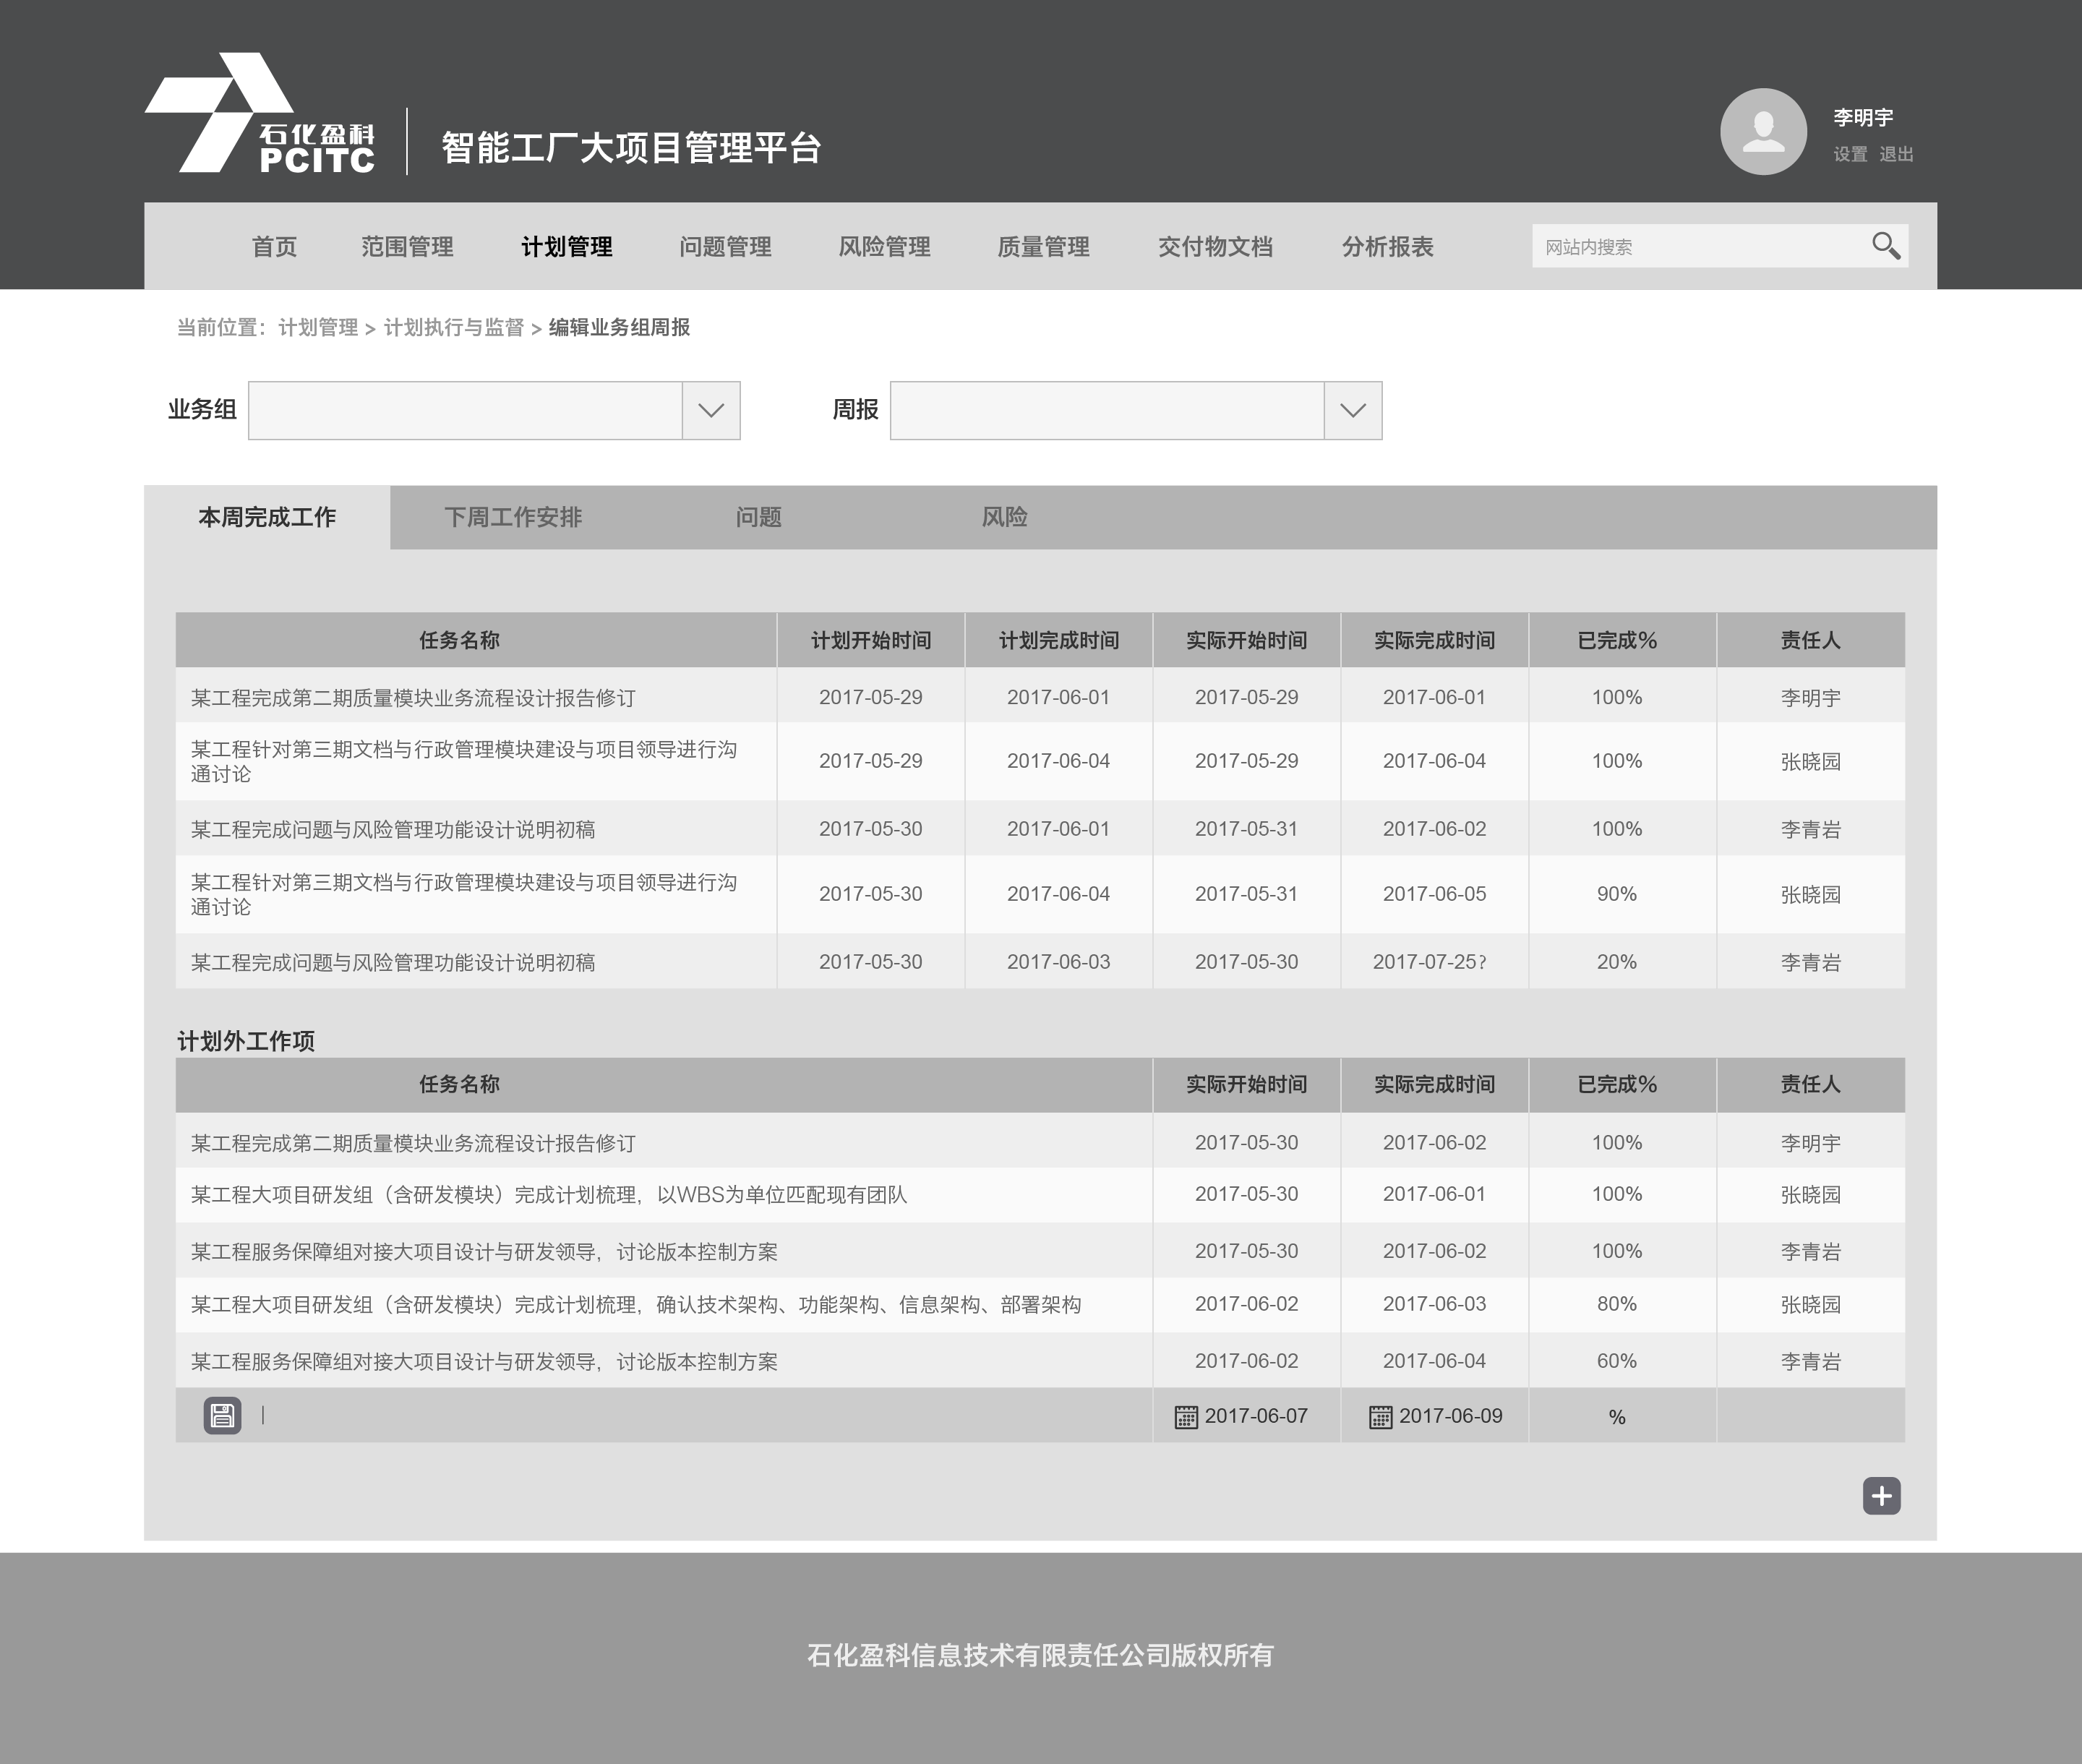 石化盈科
PCITC
智能工厂大项目管理平台
李明宇
设置 退出
首页 范围管理 计划管理 问题管理 风险管理 质量管理 交付物文档 分析报表 网站内搜索
当前位置：计划管理 > 计划执行与监督 > 编辑业务组周报
业务组 周报
本周完成工作 下周工作安排 问题 风险
任务名称 计划开始时间 计划完成时间 实际开始时间 实际完成时间 已完成% 责任人
某工程完成第二期质量模块业务流程设计报告修订 2017-05-29 2017-06-01 2017-05-29 2017-06-01 100% 李明宇
某工程针对第三期文档与行政管理模块建设与项目领导进行沟
通讨论 2017-05-29 2017-06-04 2017-05-29 2017-06-04 100% 张晓园
某工程完成问题与风险管理功能设计说明初稿 2017-05-30 2017-06-01 2017-05-31 2017-06-02 100% 李青岩
某工程针对第三期文档与行政管理模块建设与项目领导进行沟
通讨论 2017-05-30 2017-06-04 2017-05-31 2017-06-05 90% 张晓园
某工程完成问题与风险管理功能设计说明初稿 2017-05-30 2017-06-03 2017-05-30 2017-07-25? 20% 李青岩
计划外工作项
任务名称 实际开始时间 实际完成时间 已完成% 责任人
某工程完成第二期质量模块业务流程设计报告修订 2017-05-30 2017-06-02 100% 李明宇
某工程大项目研发组（含研发模块）完成计划梳理，以WBS为单位匹配现有团队 2017-05-30 2017-06-01 100% 张晓园
某工程服务保障组对接大项目设计与研发领导，讨论版本控制方案 2017-05-30 2017-06-02 100% 李青岩
某工程大项目研发组（含研发模块）完成计划梳理，确认技术架构、功能架构、信息架构、部署架构 2017-06-02 2017-06-03 80% 张晓园
某工程服务保障组对接大项目设计与研发领导，讨论版本控制方案 2017-06-02 2017-06-04 60% 李青岩
2017-06-07 2017-06-09 %
石化盈科信息技术有限责任公司版权所有